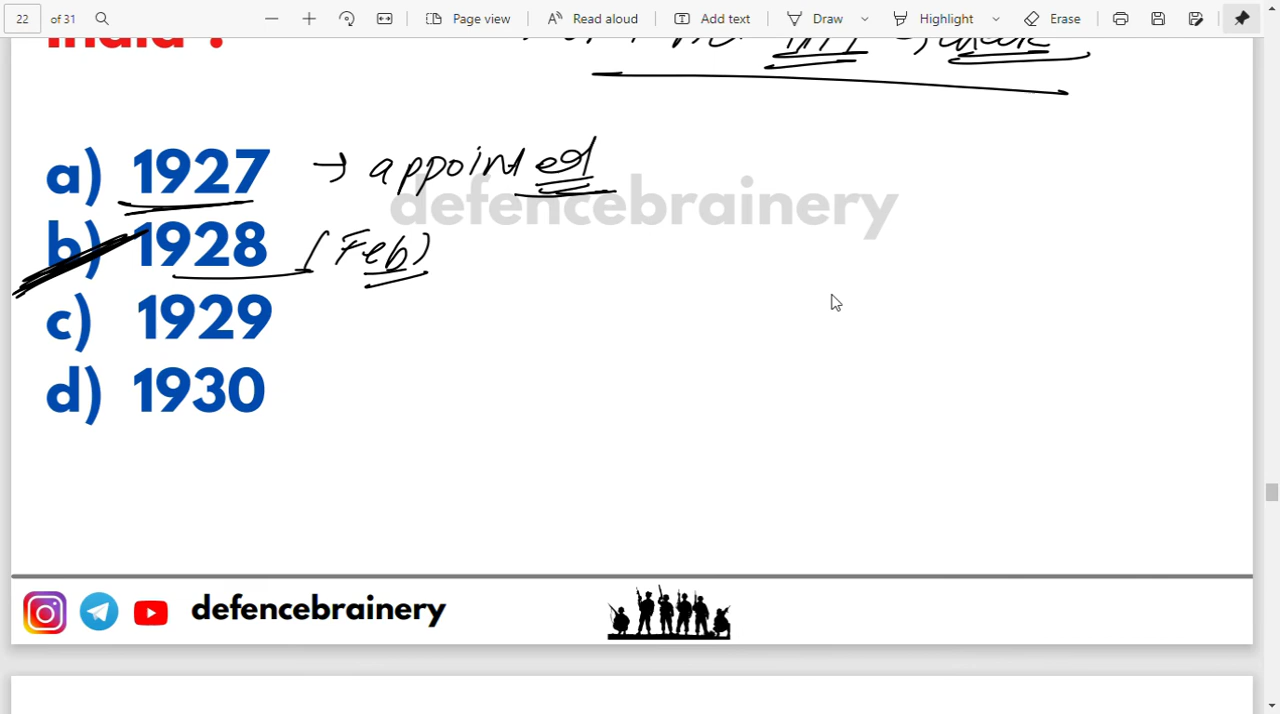 22 of 31 Page view Read aloud Add text Draw Highlight Erase
India ?
a) 1927 → appointed
defencebrainery
b) 1928 (Feb)
c) 1929
d) 1930
defencebrainery